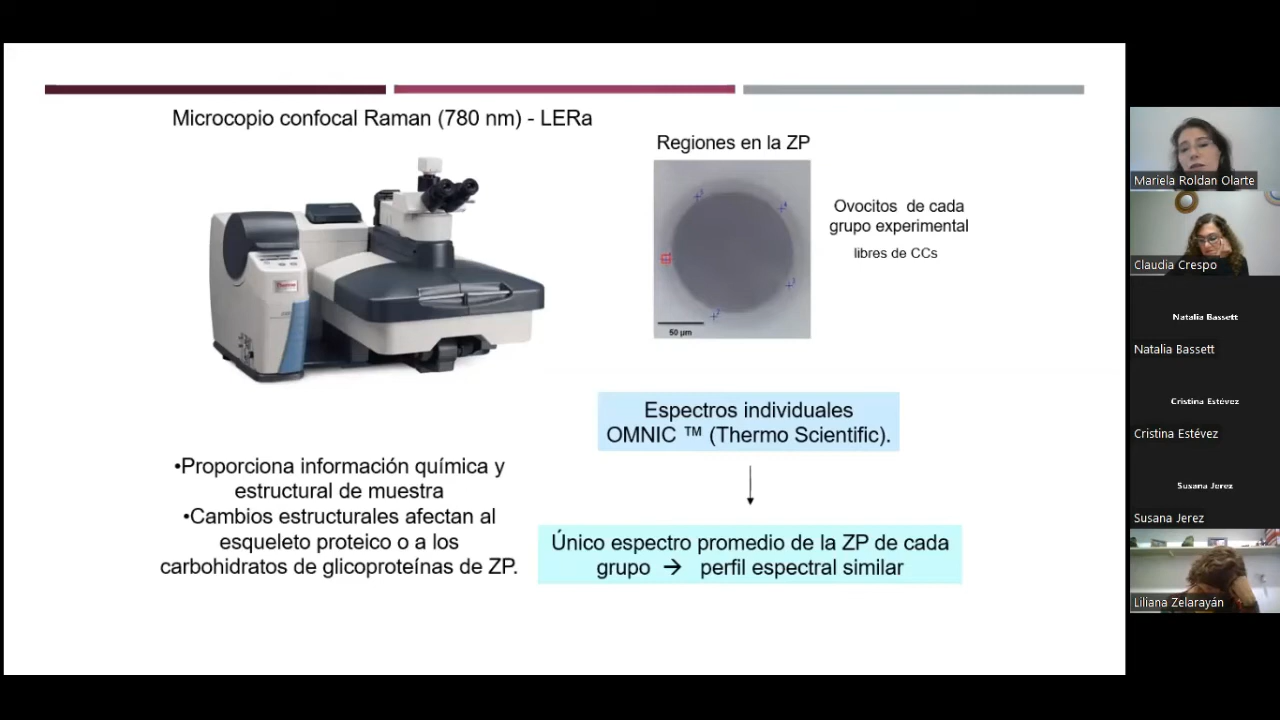 Microcopio confocal Raman (780 nm) - LERa
Regiones en la ZP
50 µm
Ovocitos de cada
grupo experimental
libres de CCs
Espectros individuales
OMNIC ™ (Thermo Scientific).
•Proporciona información química y
estructural de muestra
•Cambios estructurales afectan al
esqueleto proteico o a los
carbohidratos de glicoproteínas de ZP.
Único espectro promedio de la ZP de cada
grupo → perfil espectral similar
Mariela Roldan Olarte
Claudia Crespo
Natalia Bassett
Natalia Bassett
Cristina Estévez
Cristina Estévez
Susana Jerez
Susana Jerez
Liliana Zelarayán